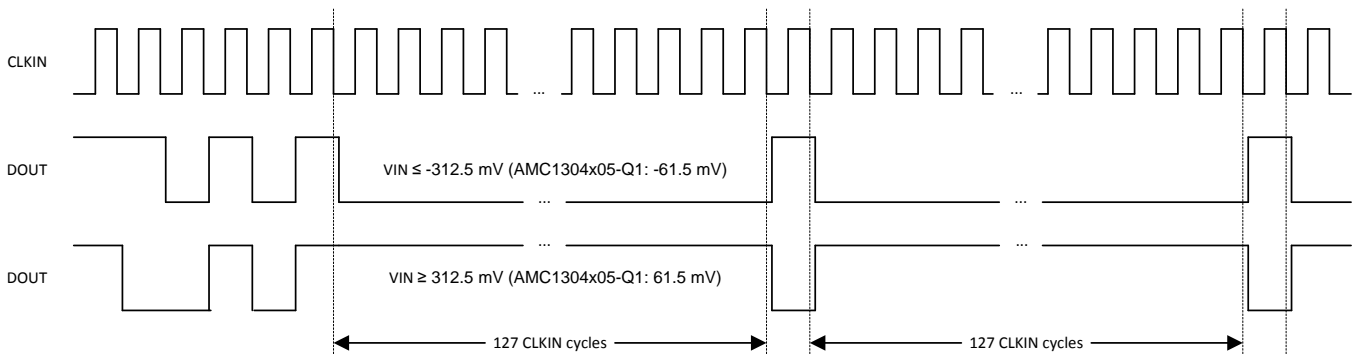 CLKIN
...
...
DOUT
VIN ≤ -312.5 mV (AMC1304x05-Q1: -61.5 mV)
...
...
DOUT
...
...
VIN ≥ 312.5 mV (AMC1304x05-Q1: 61.5 mV)
127 CLKIN cycles
127 CLKIN cycles